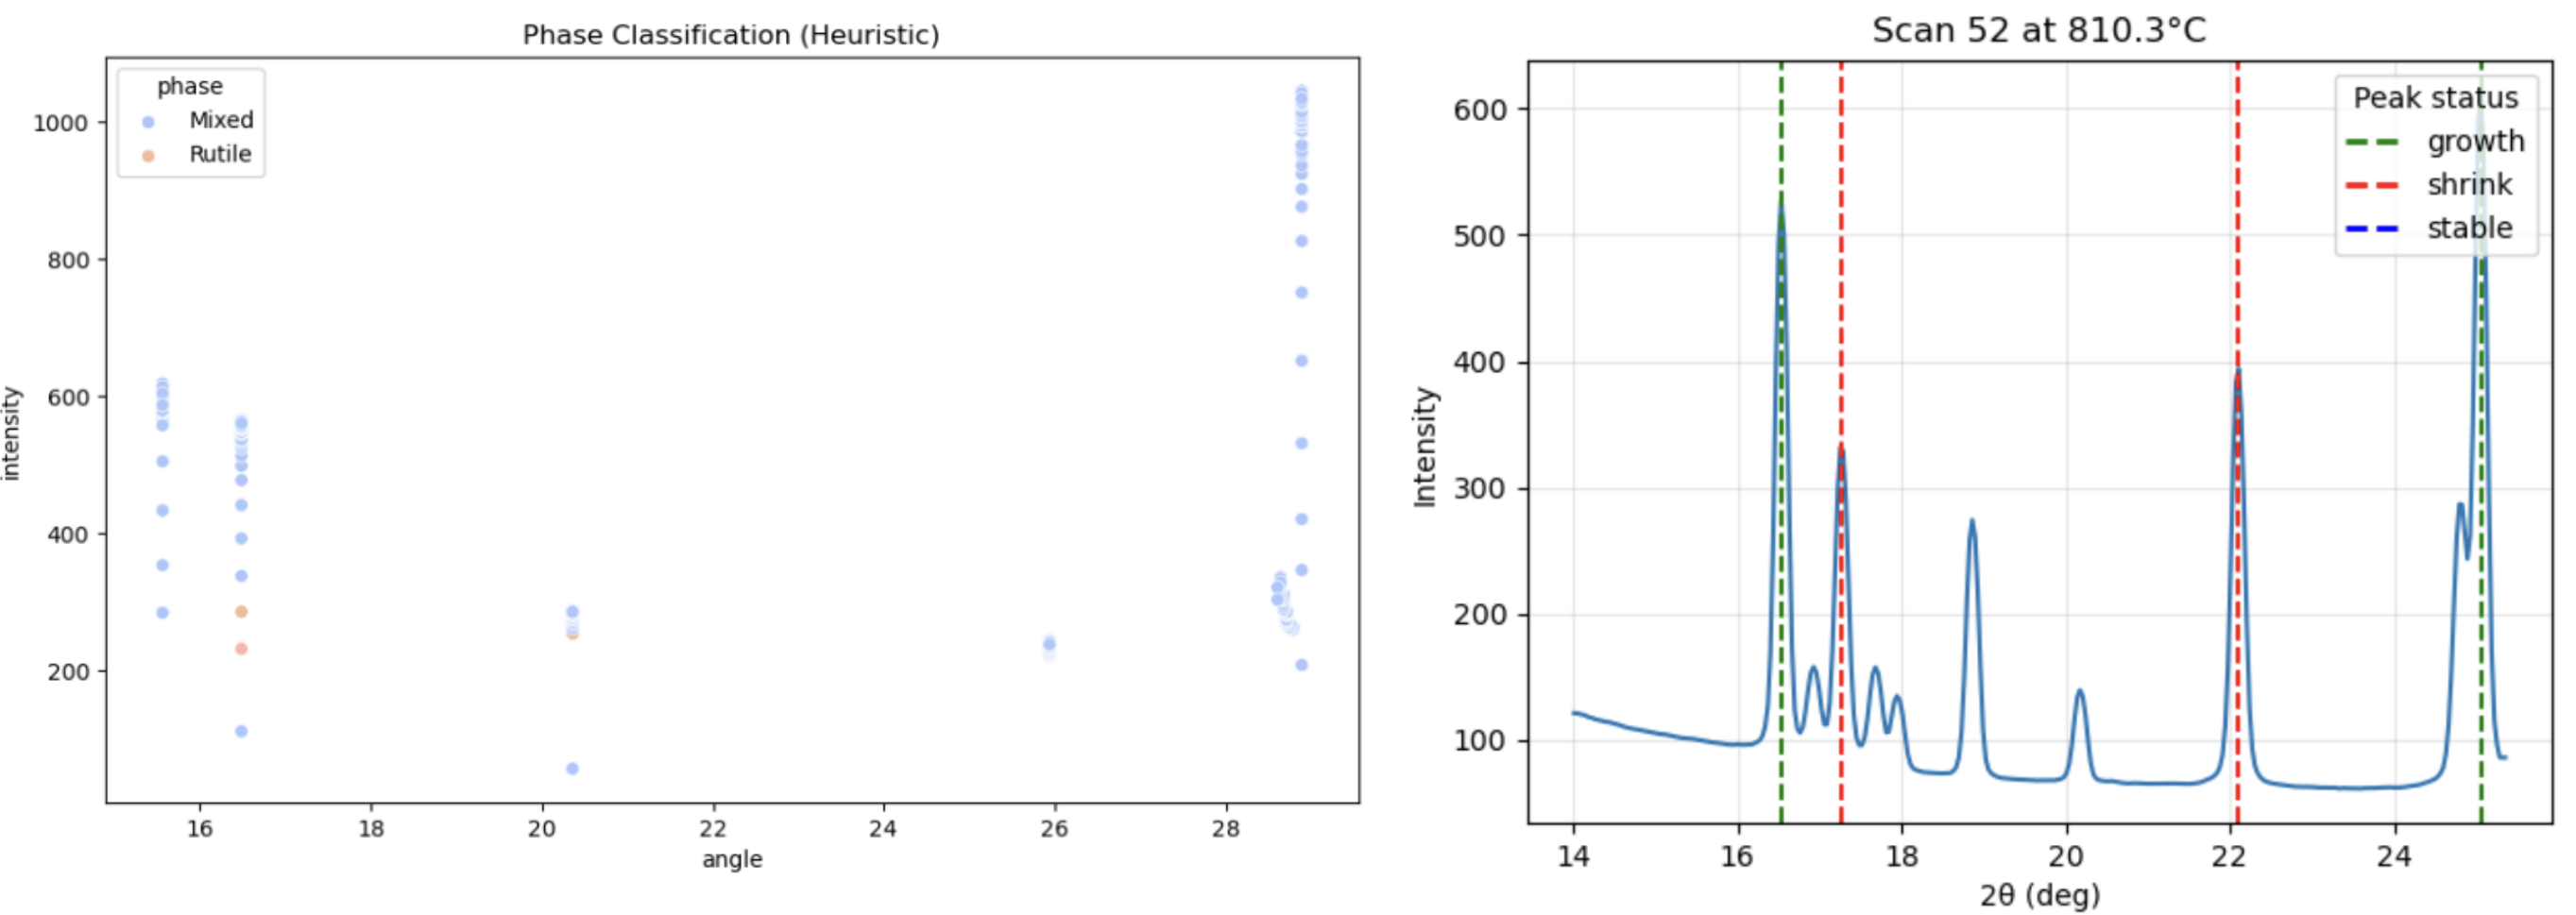 Phase Classification (Heuristic)
phase
Mixed
Rutile
1000
800
600
400
200
intensity
16 18 20 22 24 26 28
angle
Scan 52 at 810.3°C
Peak status
growth
shrink
stable
600
500
400
300
200
100
Intensity
14 16 18 20 22 24
2θ (deg)